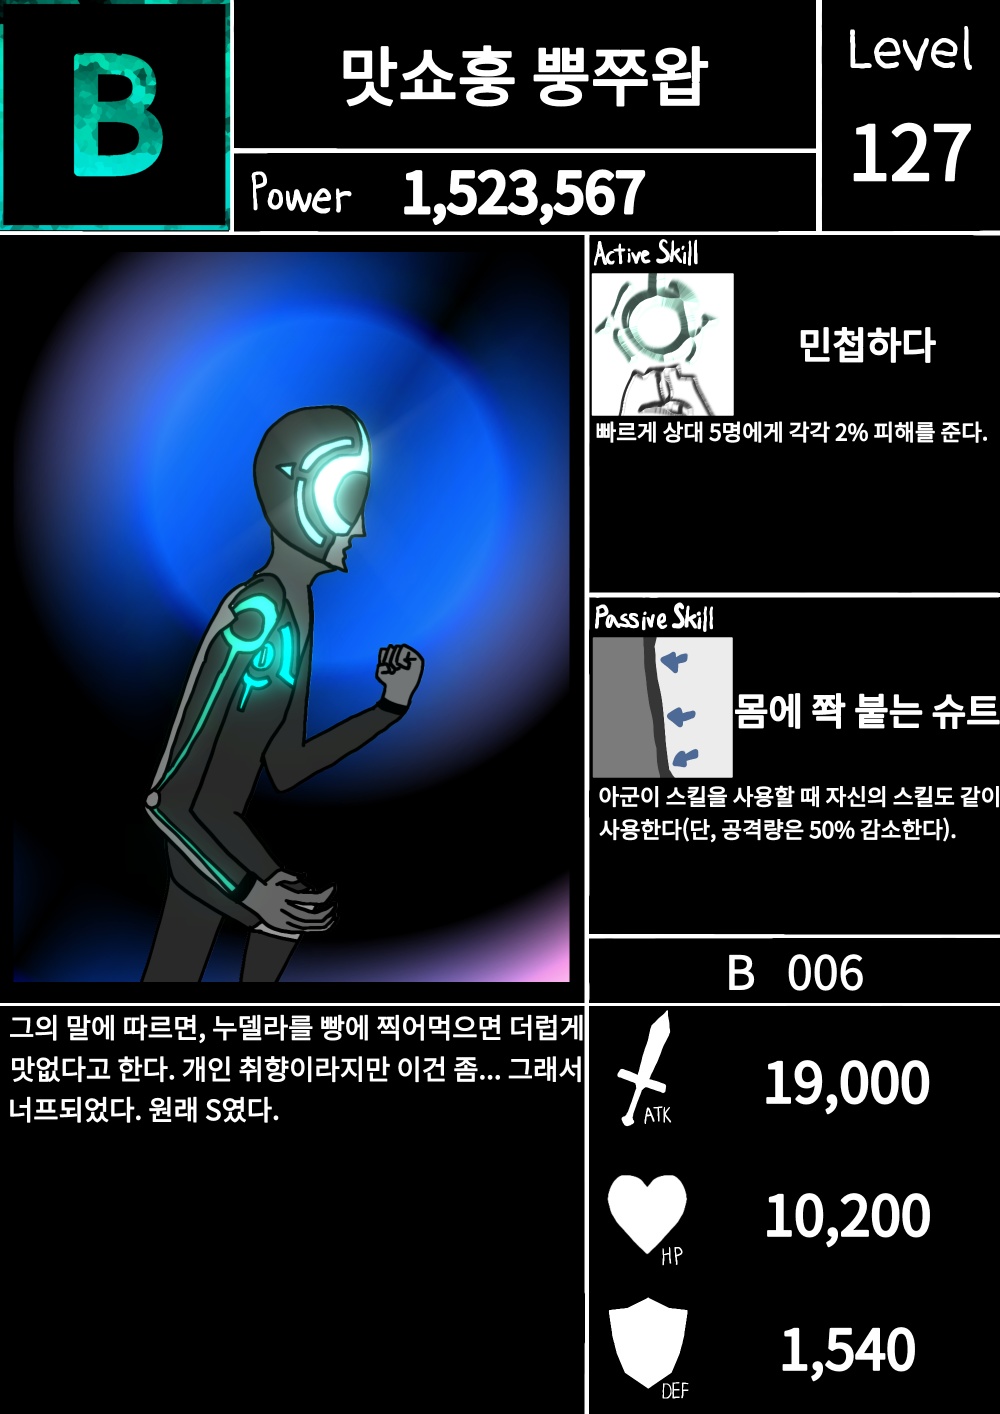 B
맛쇼훙 뿡쭈왑
Level
127
Power 1,523,567
Active Skill
민첩하다
빠르게 상대 5명에게 각각 2% 피해를 준다.
Passive Skill
몸에 쫙 붙는 슈트
아군이 스킬을 사용할 때 자신의 스킬도 같이
사용한다(단, 공격량은 50% 감소한다).
B 006
그의 말에 따르면, 누델라를 빵에 찍어먹으면 더럽게
맛없다고 한다. 개인 취향이라지만 이건 좀... 그래서
너프되었다. 원래 S였다.
ATK 19,000
HP 10,200
DEF 1,540